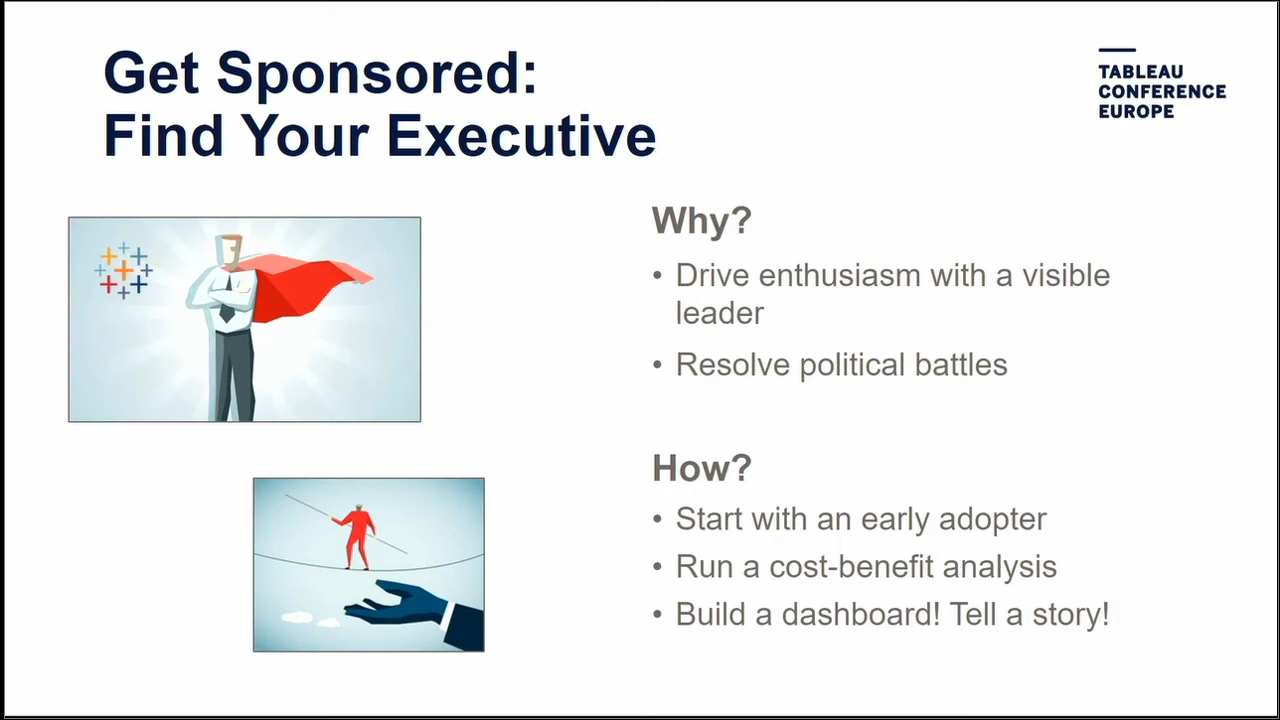 Get Sponsored:
Find Your Executive
TABLEAU
CONFERENCE
EUROPE
Why?
• Drive enthusiasm with a visible
leader
• Resolve political battles
How?
• Start with an early adopter
• Run a cost-benefit analysis
• Build a dashboard! Tell a story!